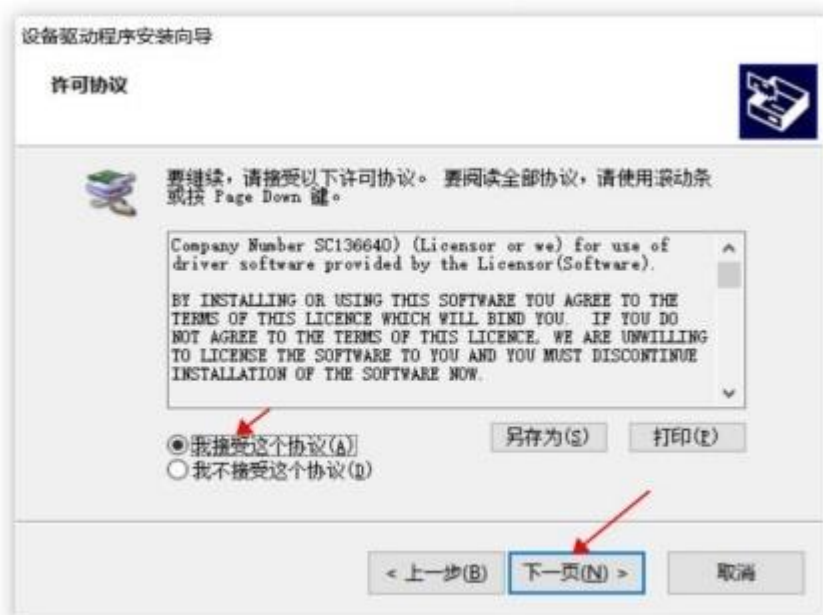 设备驱动程序安装向导
许可协议
要继续，请接受以下许可协议。 要阅读全部协议，请使用滚动条
或按 Page Down 键。
Company Number SC136640) (Licensor or we) for use of
driver software provided by the Licensor(Software).
BY INSTALLING OR USING THIS SOFTWARE YOU AGREE TO THE
TERMS OF THIS LICENCE WHICH WILL BIND YOU.  IF YOU DO
NOT AGREE TO THE TERMS OF THIS LICENCE, WE ARE UNWILLING
TO LICENSE THE SOFTWARE TO YOU AND YOU MUST DISCONTINUE
INSTALLATION OF THE SOFTWARE NOW.
我接受这个协议(A)
另存为(S) 打印(P)
我不接受这个协议(D)
< 上一步(B) 下一页(N) > 取消